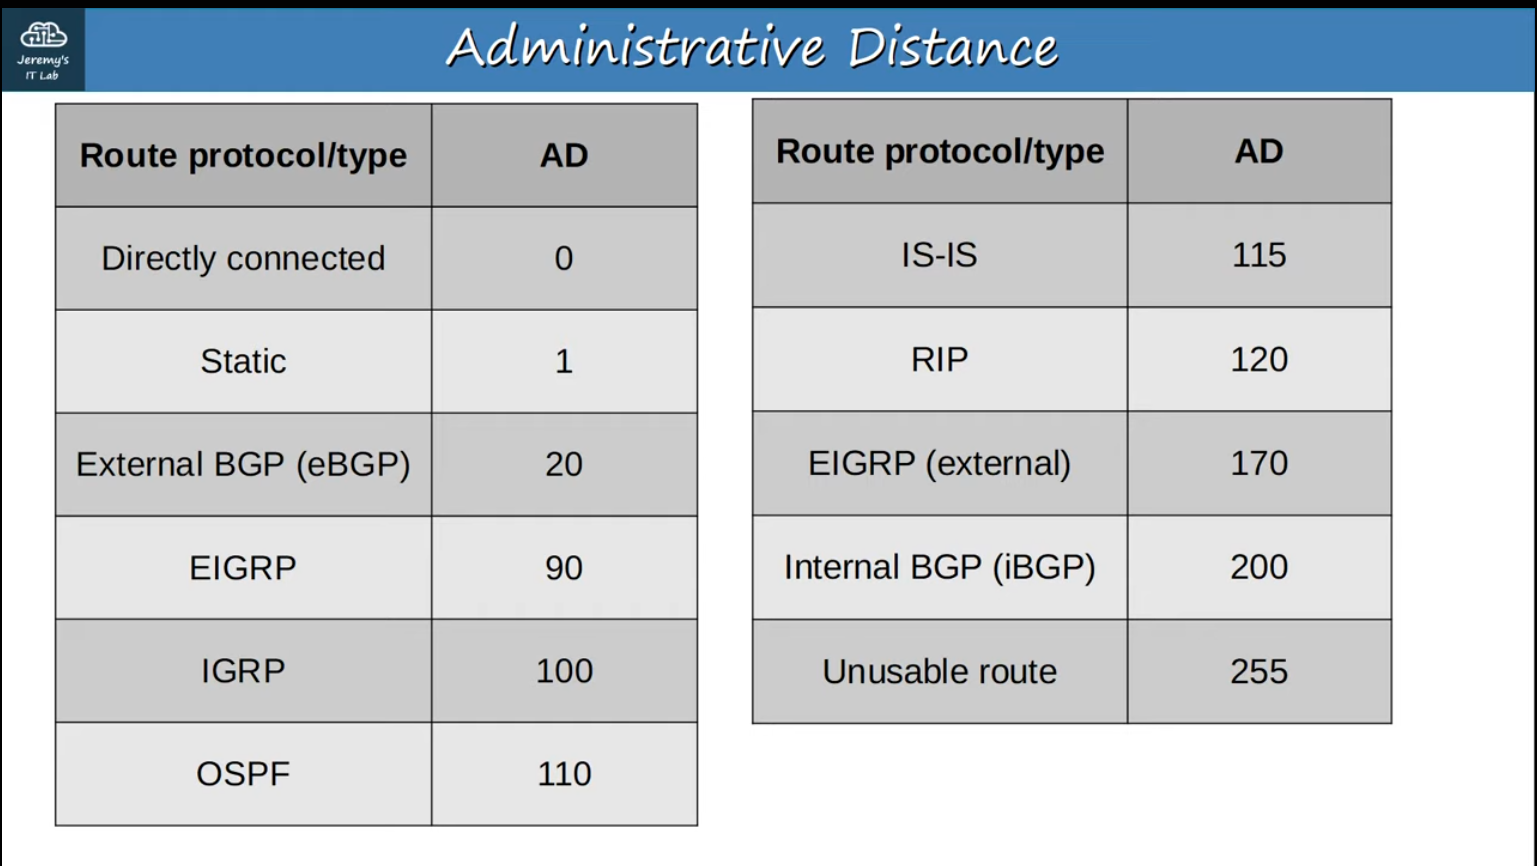 Jeremy's
IT Lab
Administrative Distance
Route protocol/type AD
Directly connected 0
Static 1
External BGP (eBGP) 20
EIGRP 90
IGRP 100
OSPF 110
Route protocol/type AD
IS-IS 115
RIP 120
EIGRP (external) 170
Internal BGP (iBGP) 200
Unusable route 255